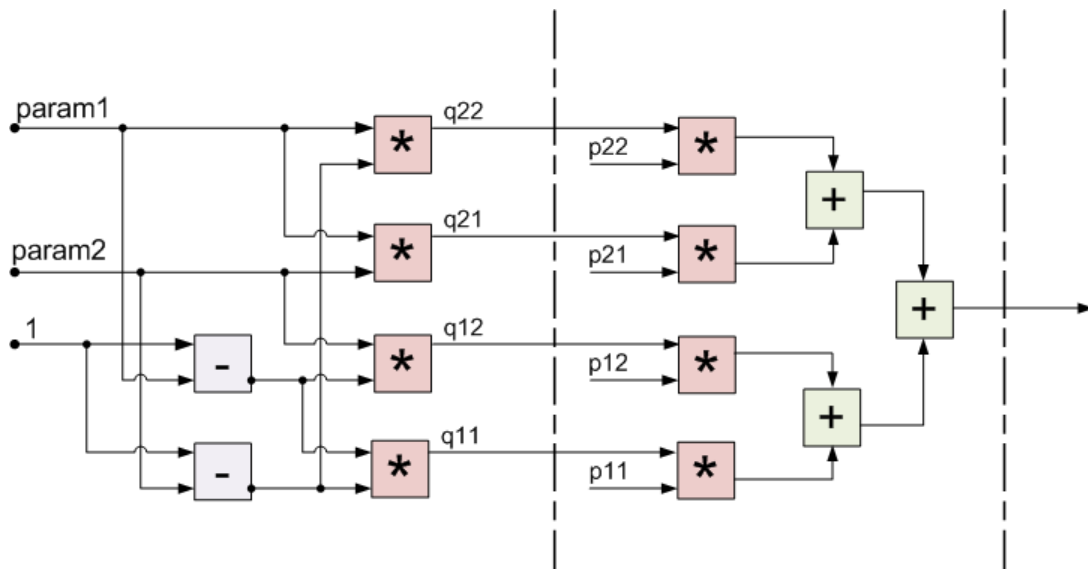 param1
q22
*
p22
*
+
param2
q21
*
p21
*
+
1
-
q12
*
p12
*
+
-
q11
*
p11
*